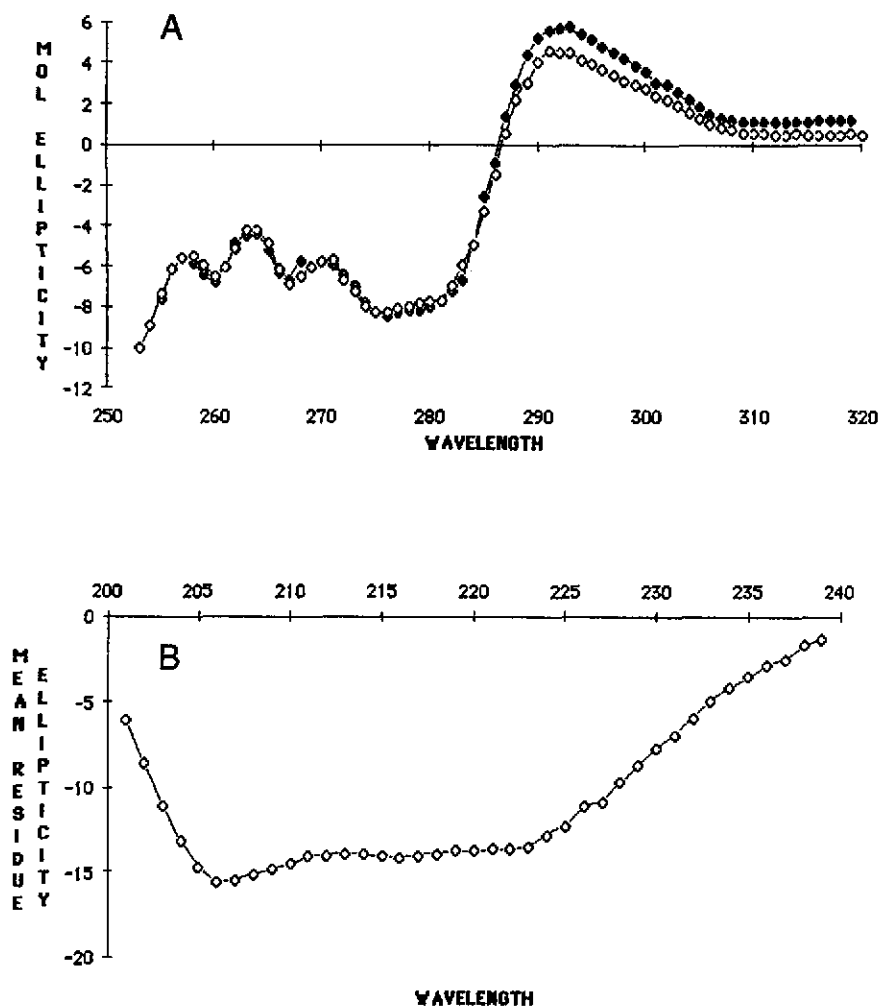 A
MOL ELLIPTICITY
6
4
2
0
-2
-4
-6
-8
-10
-12
250 260 270 280 290 300 310 320
WAVELENGTH
200 205 210 215 220 225 230 235 240
B
MEAN RESIDUE
ELLIPTICITY
0
-5
-10
-15
-20
WAVELENGTH